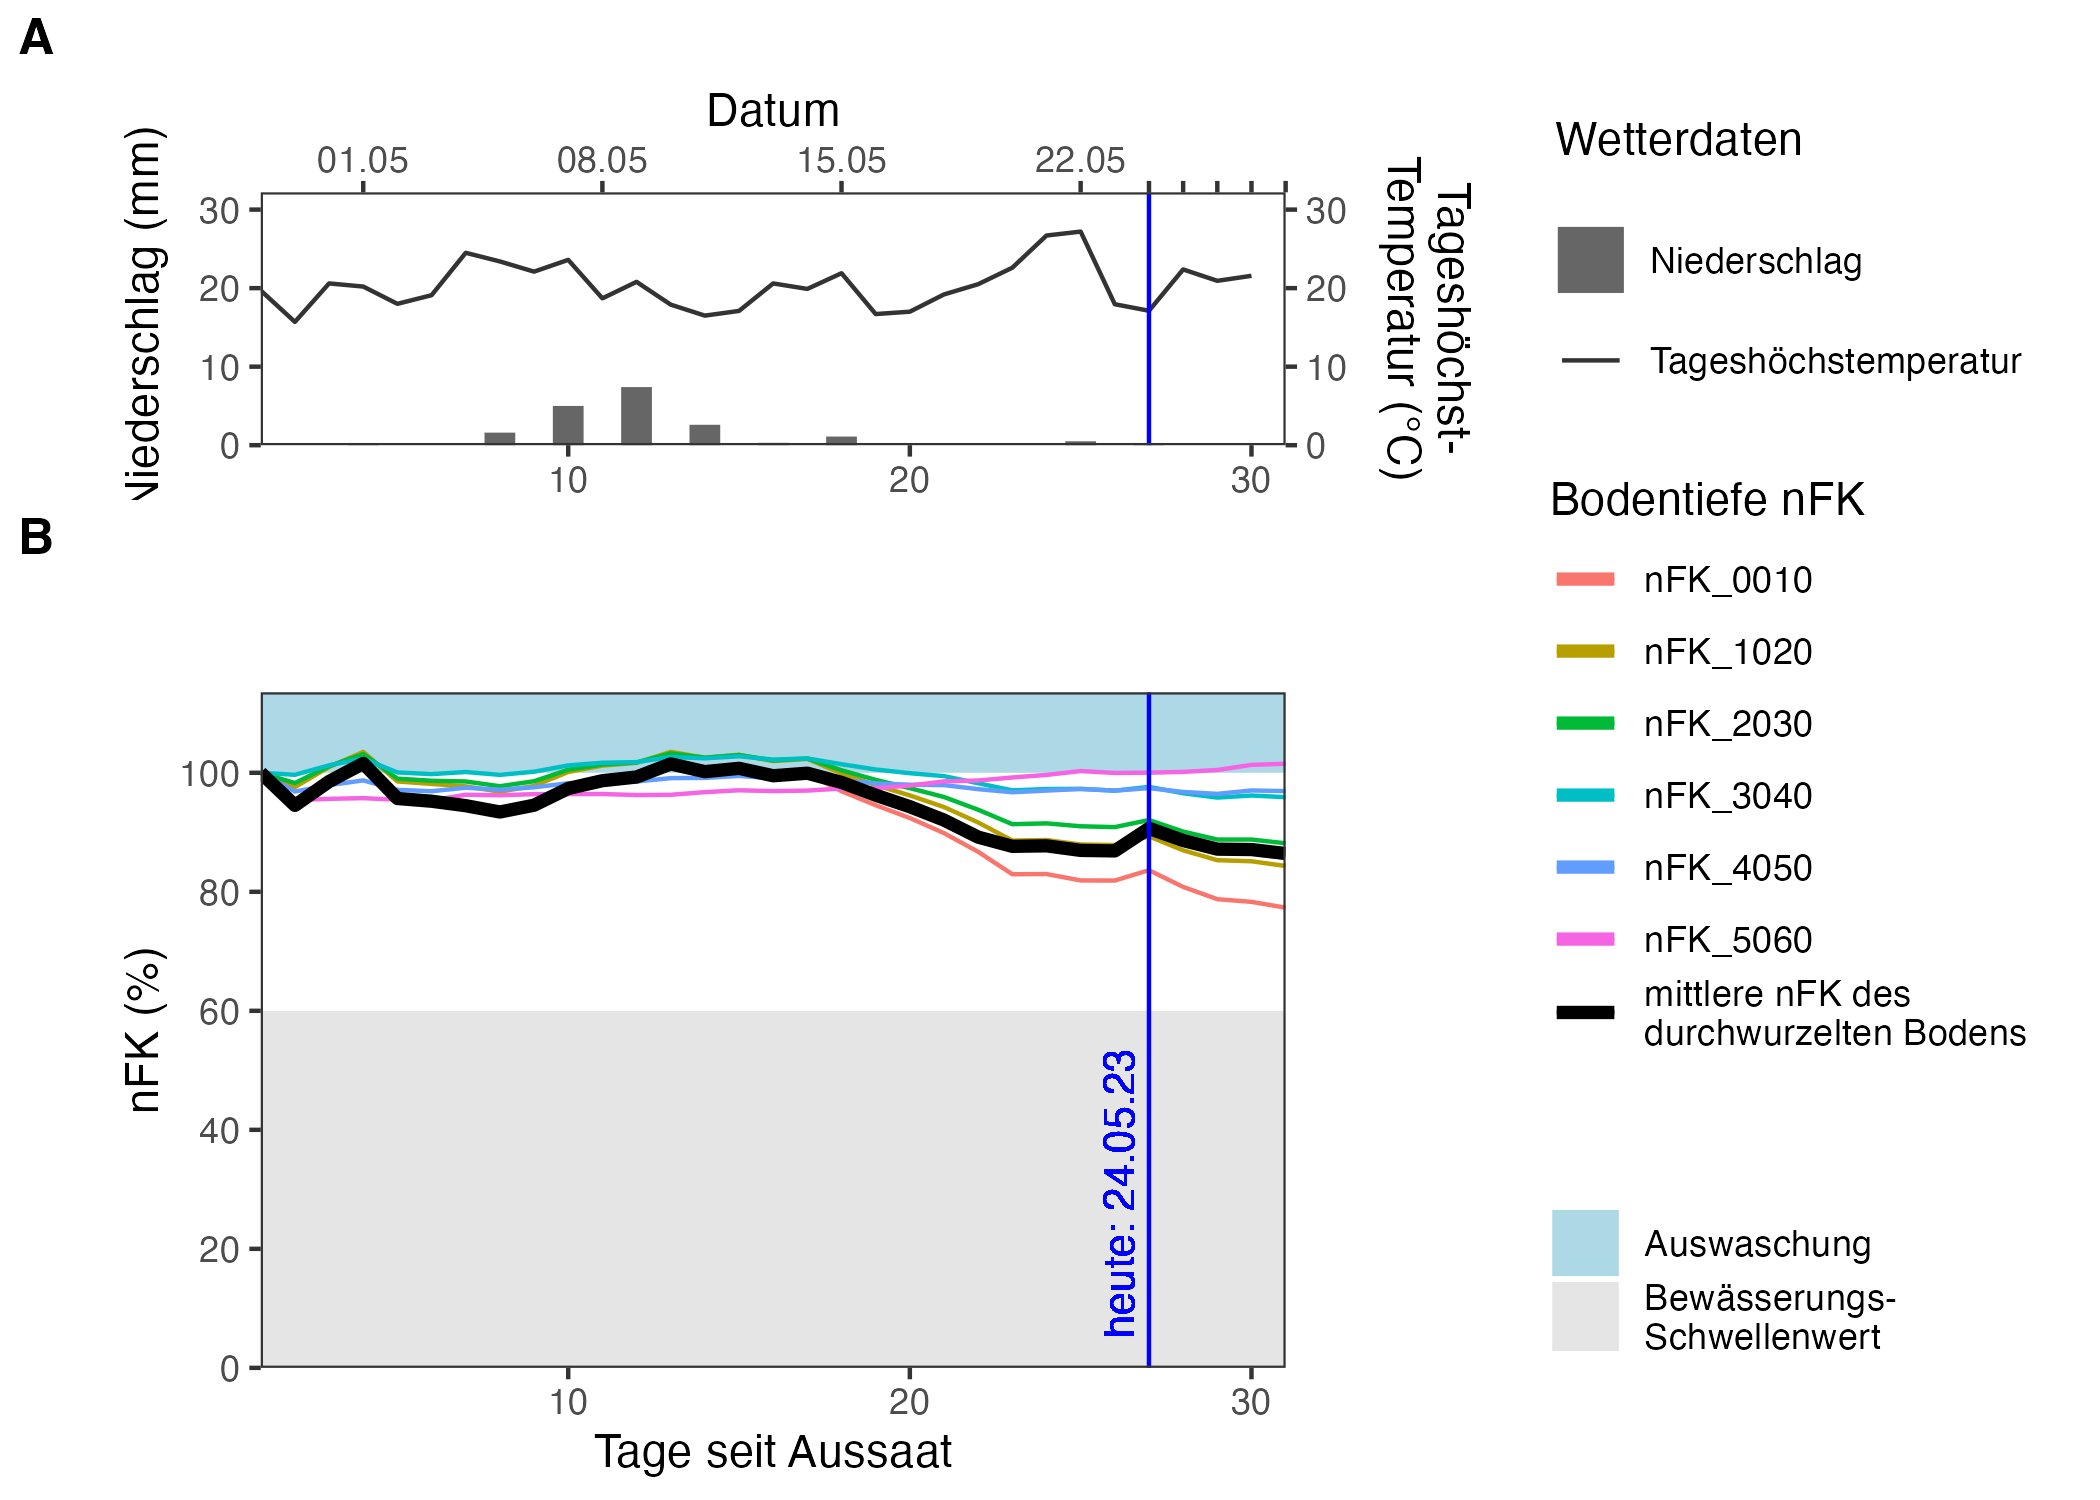 A
Datum
01.05 08.05 15.05 22.05
Niederschlag (mm)
30
20
10
0
30
20
10
0
Tageshöchst-
Temperatur (°C)
10 20 30
Wetterdaten
Niederschlag
Tageshöchstemperatur
B
nFK (%)
100
80
60
40
20
0
heute: 24.05.23
10 20 30
Tage seit Aussaat
Bodentiefe nFK
nFK_0010
nFK_1020
nFK_2030
nFK_3040
nFK_4050
nFK_5060
mittlere nFK des
durchwurzelten Bodens
Auswaschung
Bewässerungs-
Schwellenwert